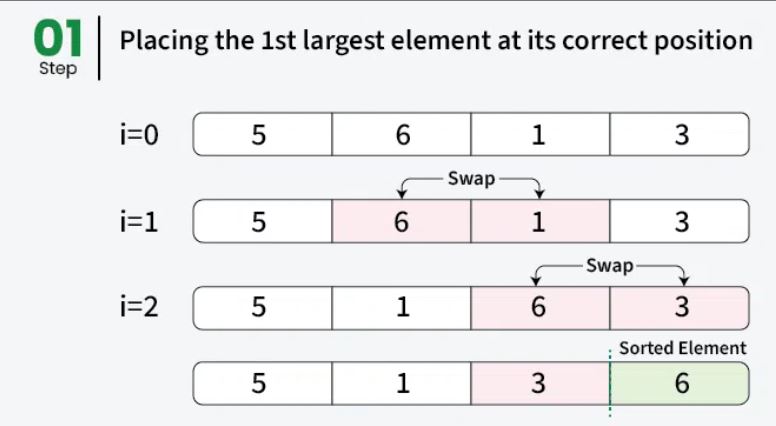 01
Step
Placing the 1st largest element at its correct position
i=0 5 6 1 3
Swap
i=1 5 6 1 3
Swap
i=2 5 1 6 3
Sorted Element
5 1 3 6